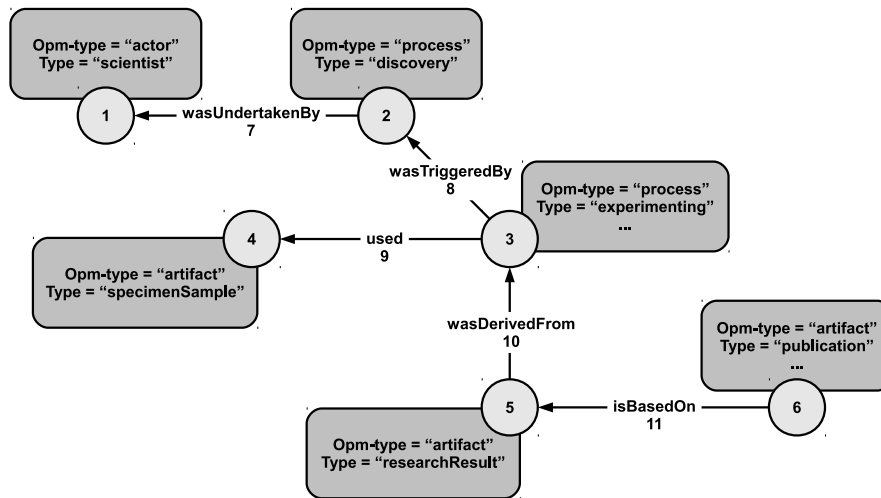 Opm-type = “actor”
Type = “scientist”
Opm-type = “process”
Type = “discovery”
1
wasUndertakenBy
7
2
wasTriggeredBy
8
Opm-type = “process”
Type = “experimenting”
...
4
used
9
3
Opm-type = “artifact”
Type = “specimenSample”
wasDerivedFrom
10
Opm-type = “artifact”
Type = “publication”
...
5
isBasedOn
11
6
Opm-type = “artifact”
Type = “researchResult”